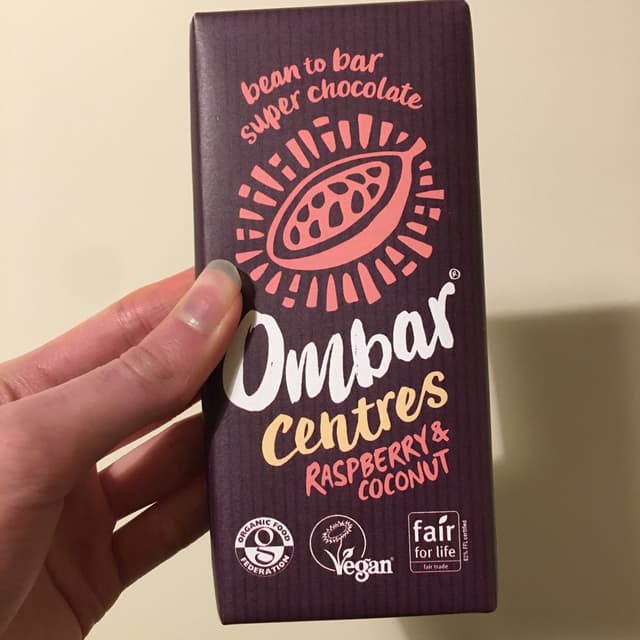 bean to bar
super chocolate
Ombar®
centres
RASPBERRY &
COCONUT
ORGANIC FOOD
g
FEDERATION
Vegan
fair
for life
fair trade